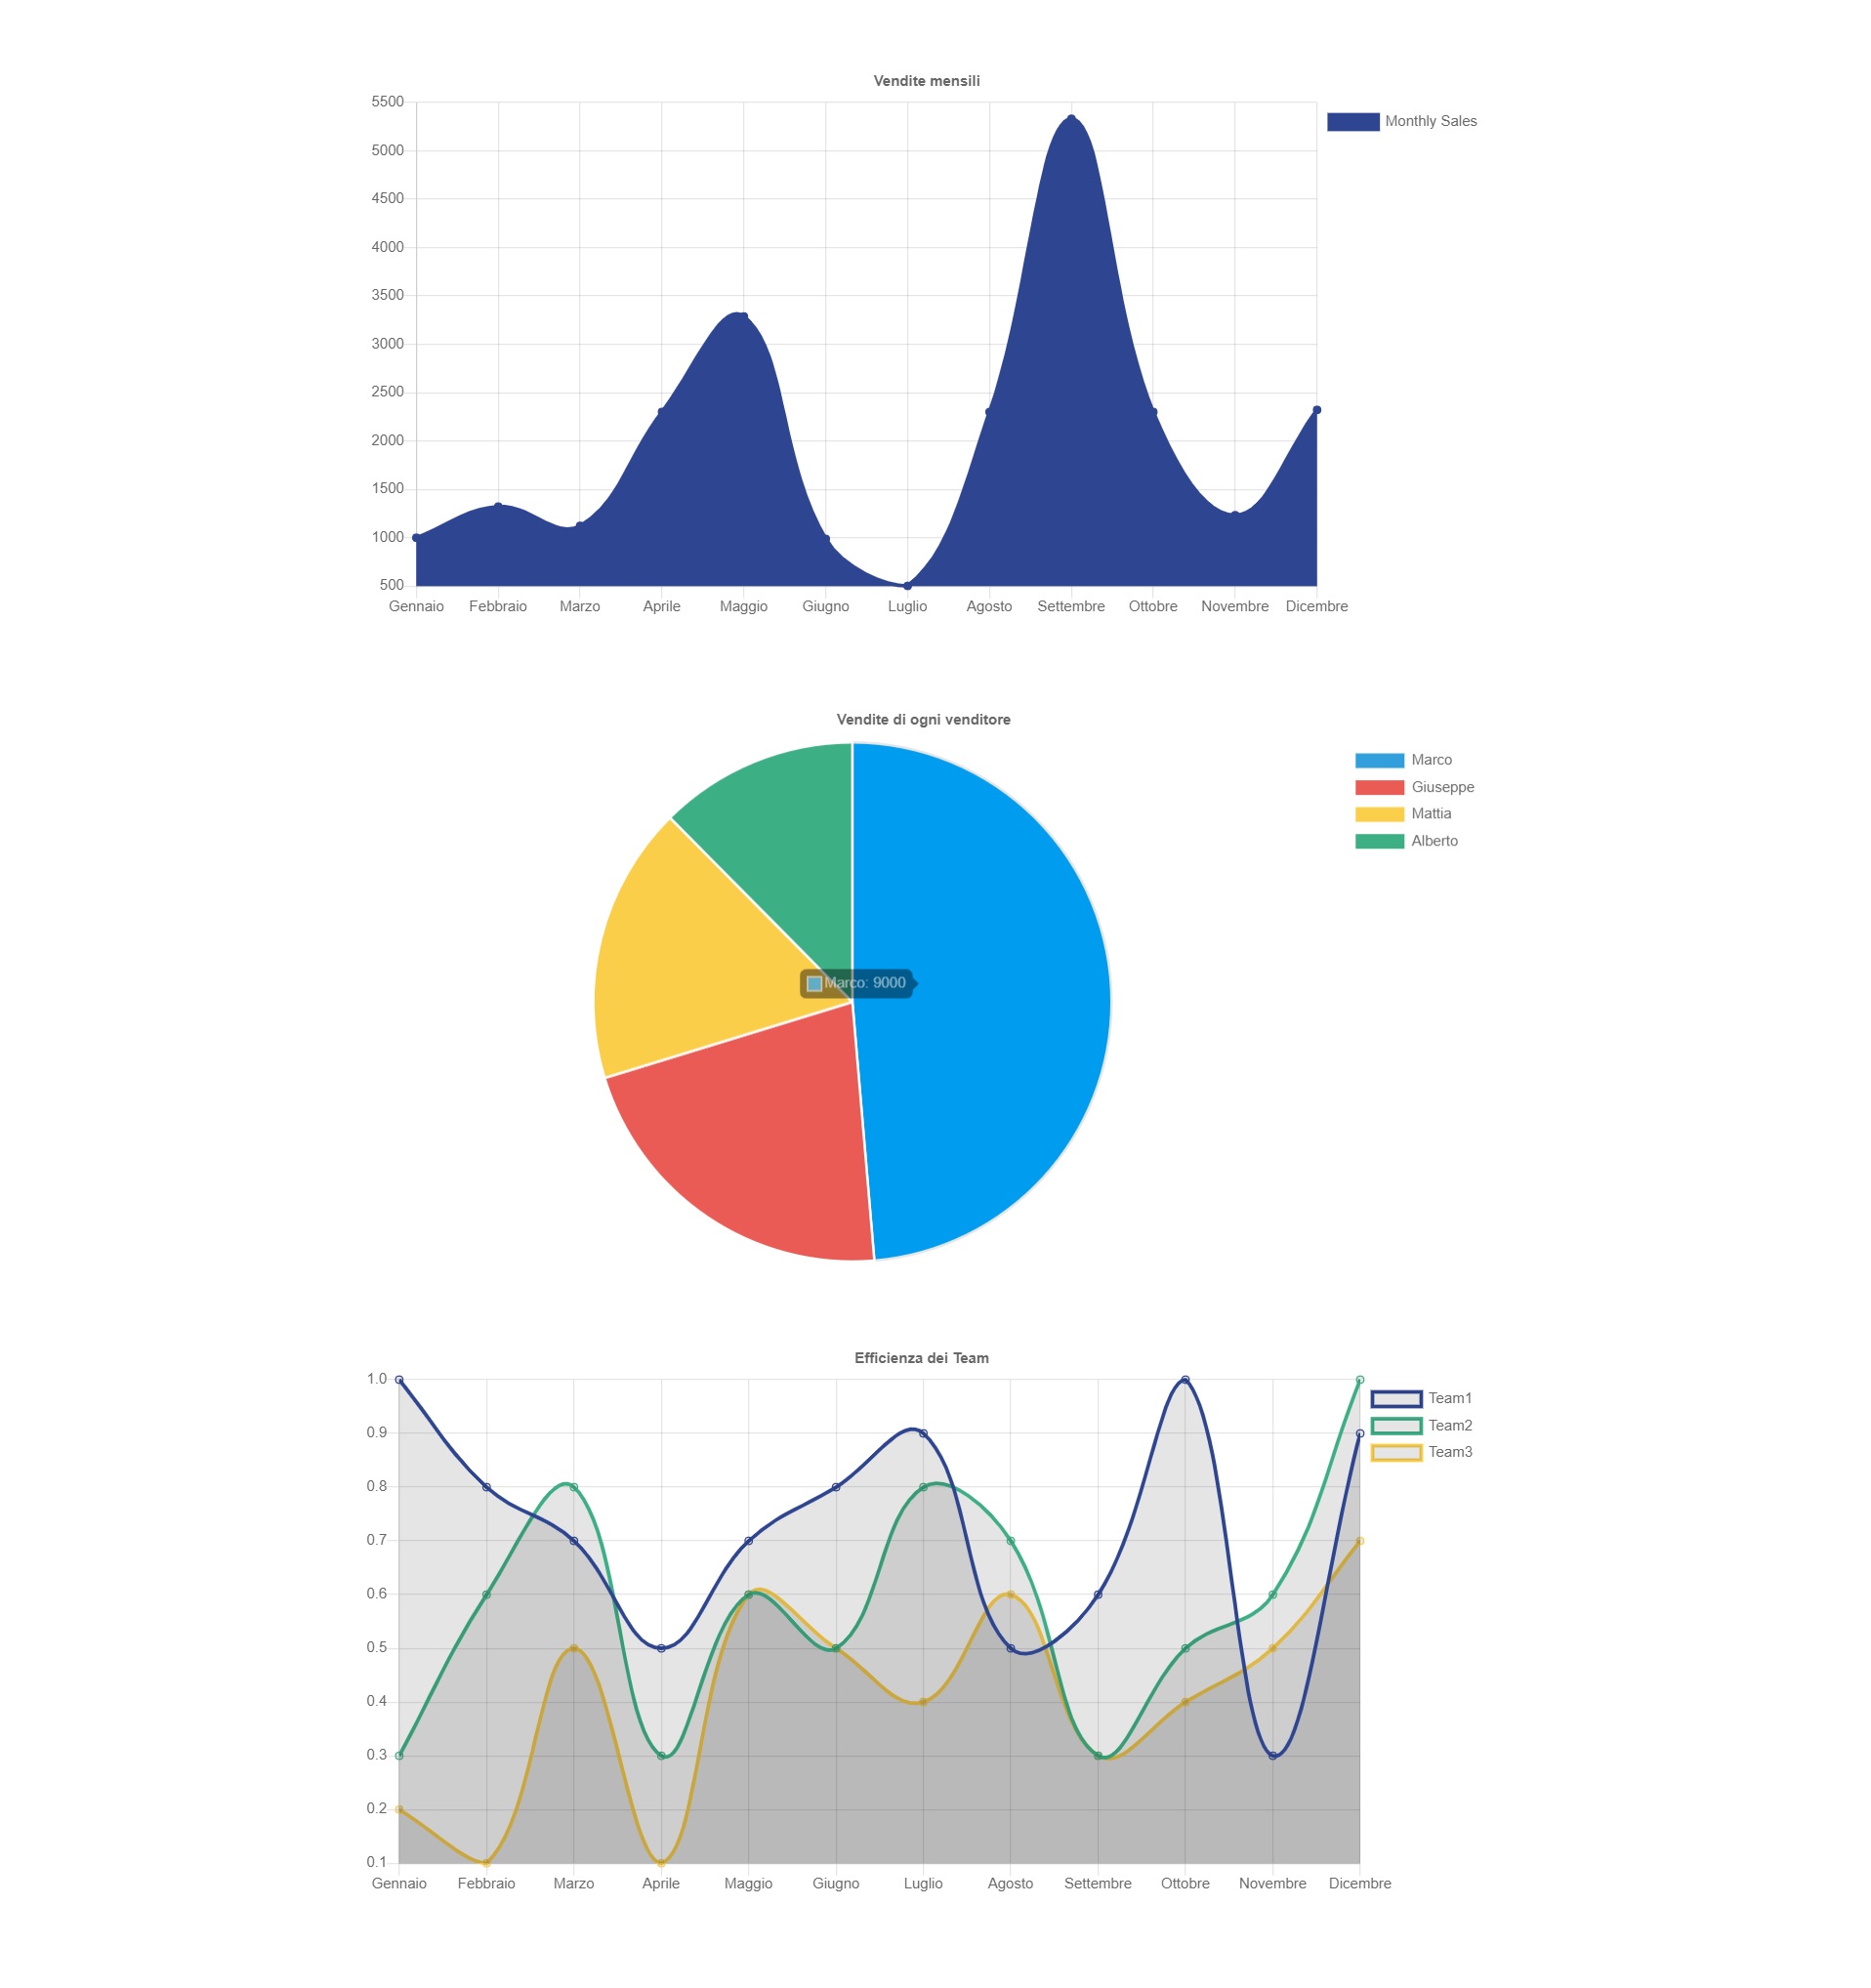 Vendite mensili
Monthly Sales
5500
5000
4500
4000
3500
3000
2500
2000
1500
1000
500
Gennaio Febbraio Marzo Aprile Maggio Giugno Luglio Agosto Settembre Ottobre Novembre Dicembre
Vendite di ogni venditore
Marco
Giuseppe
Mattia
Alberto
Marco: 9000
Efficienza dei Team
Team1
Team2
Team3
1.0
0.9
0.8
0.7
0.6
0.5
0.4
0.3
0.2
0.1
Gennaio Febbraio Marzo Aprile Maggio Giugno Luglio Agosto Settembre Ottobre Novembre Dicembre